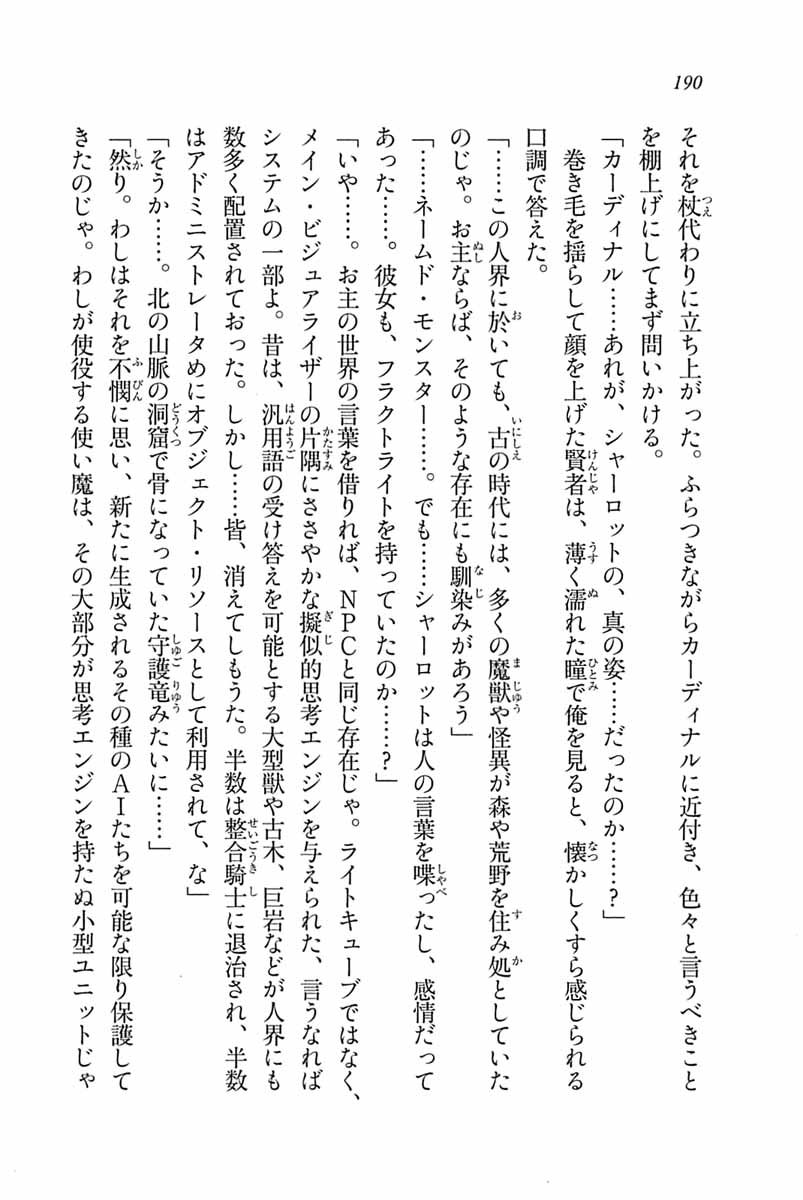 190
それを杖代わりに立ち上がった。ふらつきながらカーディナルに近付き、色々と言うべきこと
を棚上げにしてまず問いかける。
「カーディナル……あれが、シャーロットの、真の姿……だったのか……？」
巻き毛を揺らして顔を上げた賢者は、薄く濡れた瞳で俺を見ると、懐かしくすら感じられる
口調で答えた。
「……この人界に於いても、古の時代には、多くの魔獣や怪異が森や荒野を住み処としていた
のじゃ。お主ならば、そのような存在にも馴染みがあろう」
「……ネームド・モンスター……。でも……シャーロットは人の言葉を喋ったし、感情だって
あった……。彼女も、フラクトライトを持っていたのか……？」
「いや……。お主の世界の言葉を借りれば、ＮＰＣと同じ存在じゃ。ライトキューブではなく、
メイン・ビジュアライザーの片隅にささやかな擬似的思考エンジンを与えられた、言うなれば
システムの一部よ。昔は、汎用語の受け答えを可能とする大型獣や古木、巨岩などが人界にも
数多く配置されておった。しかし……皆、消えてしもうた。半数は整合騎士に退治され、半数
はアドミニストレータめにオブジェクト・リソースとして利用されて、な」
「そうか……。北の山脈の洞窟で骨になっていた守護竜みたいに……」
「然り。わしはそれを不憫に思い、新たに生成されるその種のＡＩたちを可能な限り保護して
きたのじゃ。わしが使役する使い魔は、その大部分が思考エンジンを持たぬ小型ユニットじゃ